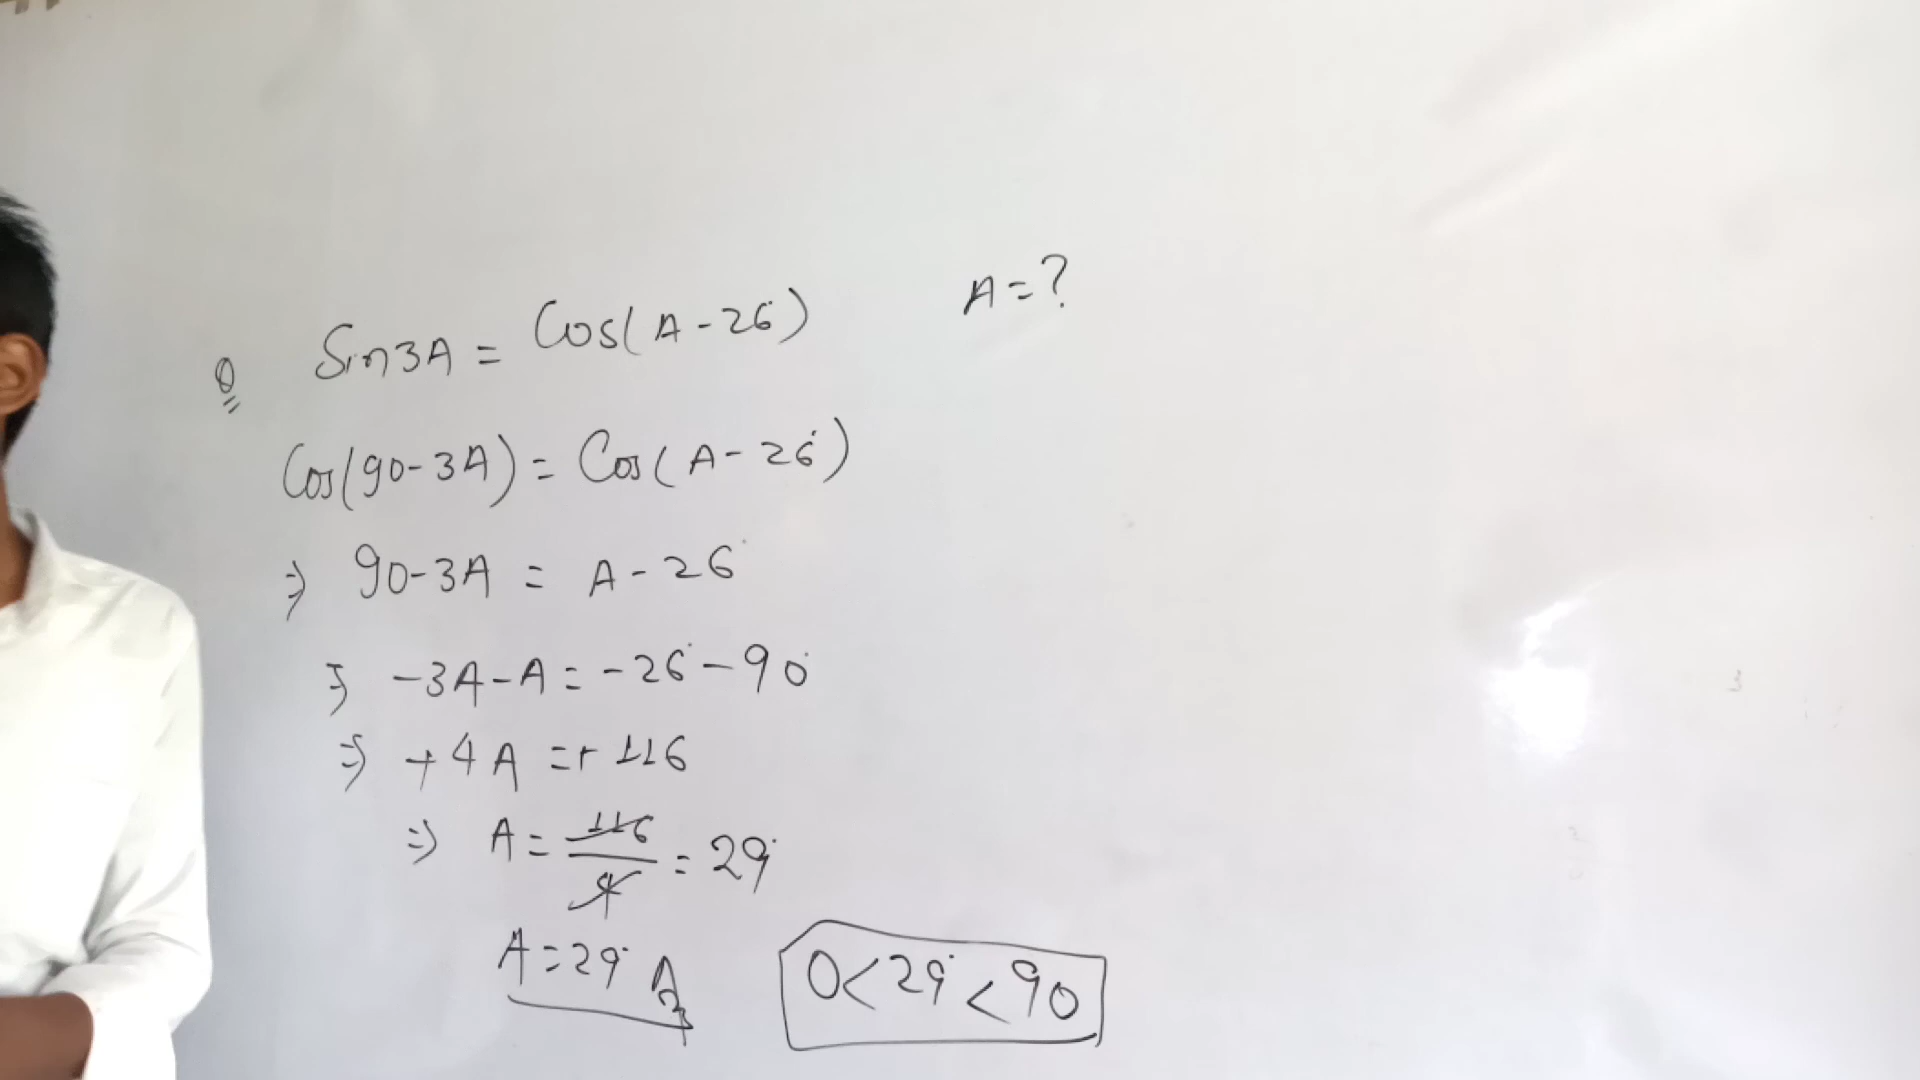 Q Sin3A = Cos(A-26°) A=?
Cos(90-3A) = Cos(A-26°)
⇒ 90-3A = A-26°
⇒ -3A-A = -26°-90°
⇒ +4A = +116
⇒ A = 116/4 = 29°
A=29° A
0<29°<90